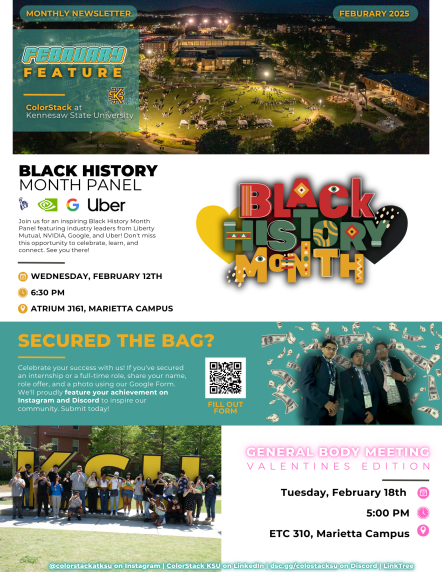 MONTHLY NEWSLETTER
FEBURARY 2025
FEBRUARY
FEATURE
ColorStack at
Kennesaw State University
BLACK HISTORY
MONTH PANEL
Uber
Join us for an inspiring Black History Month
Panel featuring industry leaders from Liberty
Mutual, NVIDIA, Google, and Uber! Don't miss
this opportunity to celebrate, learn, and
connect. See you there!
WEDNESDAY, FEBRUARY 12TH
6:30 PM
ATRIUM J161, MARIETTA CAMPUS
BLACK
HISTORY
MONTH
SECURED THE BAG?
Celebrate your success with us! If you've secured
an internship or a full-time role, share your name,
role offer, and a photo using our Google Form.
We'll proudly feature your achievement on
Instagram and Discord to inspire our
community. Submit today!
FILL OUT
FORM
KSU
GENERAL BODY MEETING
VALENTINES EDITION
Tuesday, February 18th
5:00 PM
ETC 310, Marietta Campus
@colorstackatksu on Instagram | ColorStack KSU on LinkedIn | dsc.gg/colostacksu on Discord | LinkTree